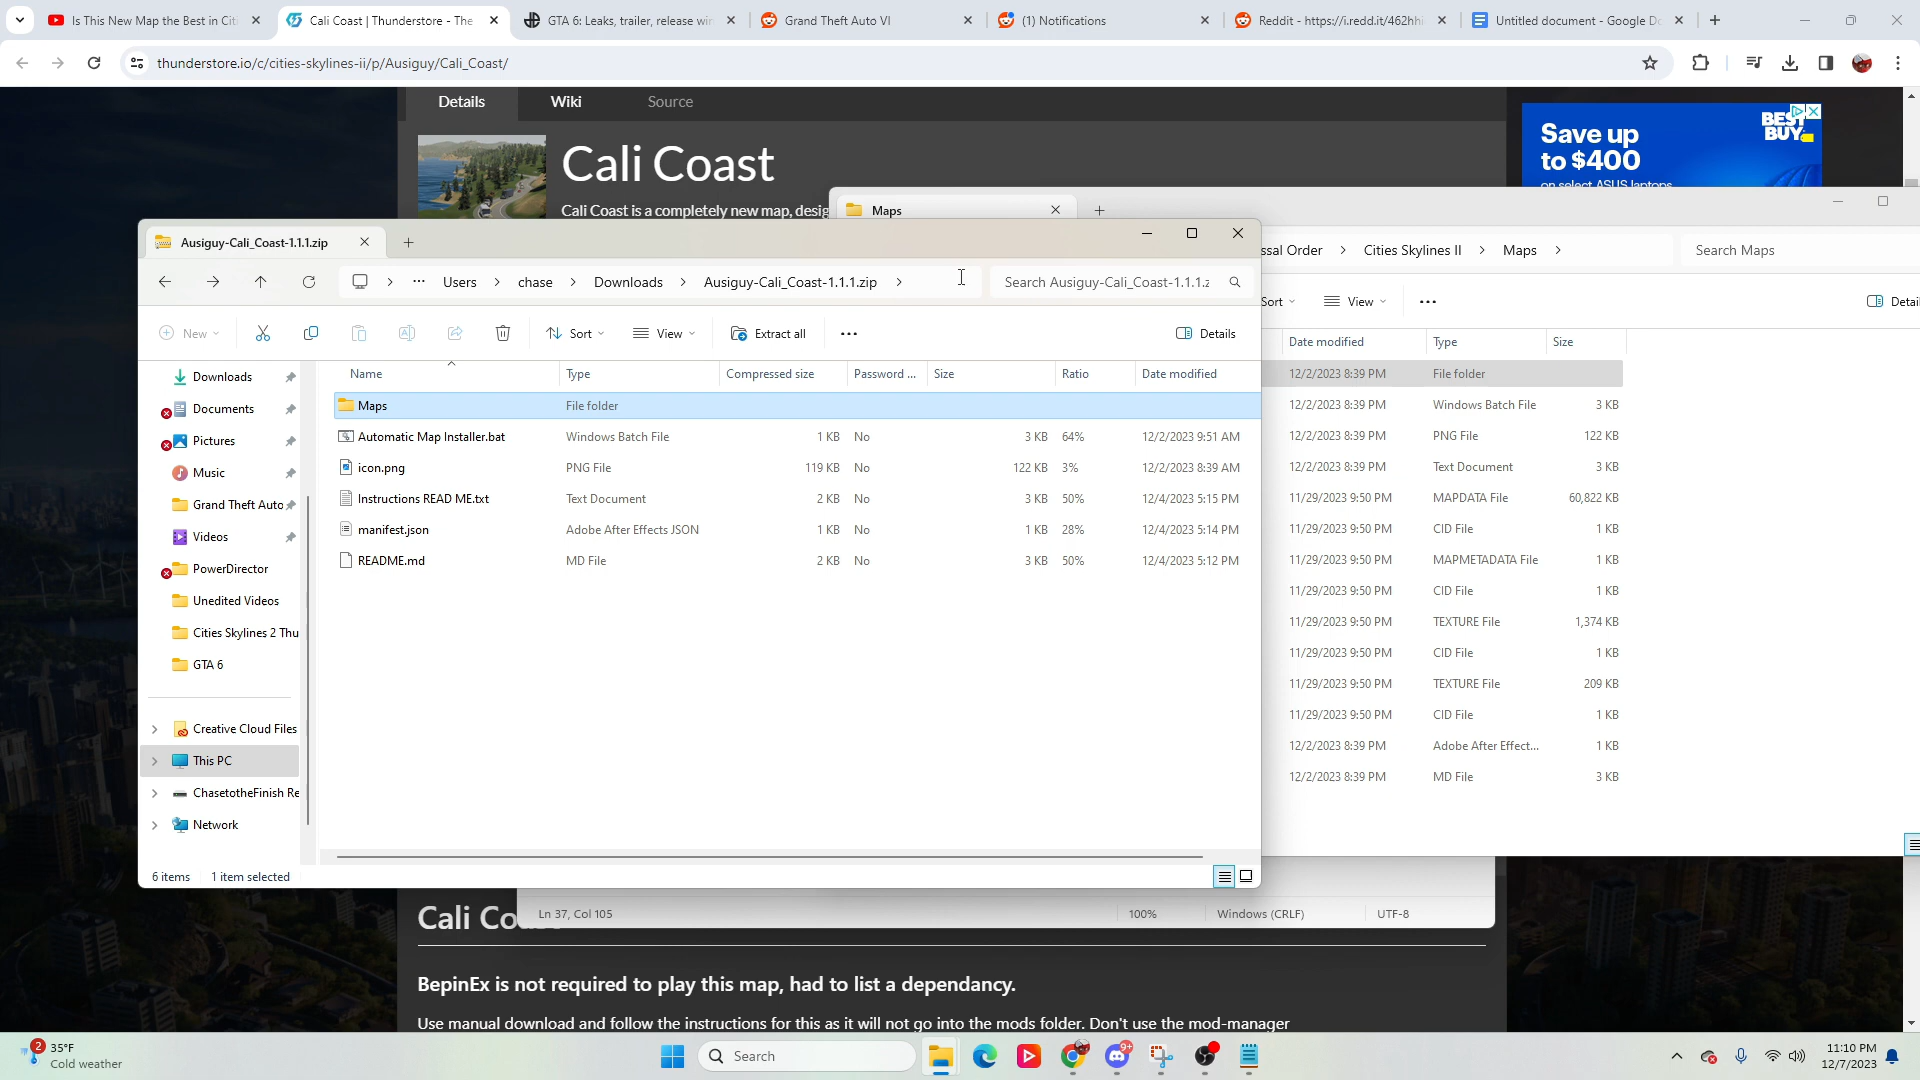 Is This New Map the Best in Cit
Cali Coast | Thunderstore - The
GTA 6: Leaks, trailer, release win
Grand Theft Auto VI
(1) Notifications
Reddit - https://i.redd.it/462hhi
Untitled document - Google Do
thunderstore.io/c/cities-skylines-ii/p/Ausiguy/Cali_Coast/
Details
Wiki
Source
Cali Coast
Cali Coast is a completely new map, desig
Save up
to $400
on select ASUS laptops
BEST
BUY
Maps
ssal Order
Cities Skylines II
Maps
Search Maps
Sort
View
Detail
Date modified
Type
Size
12/2/2023 8:39 PM
File folder
12/2/2023 8:39 PM
Windows Batch File
3 KB
12/2/2023 8:39 PM
PNG File
122 KB
12/2/2023 8:39 PM
Text Document
3 KB
11/29/2023 9:50 PM
MAPDATA File
60,822 KB
11/29/2023 9:50 PM
CID File
1 KB
11/29/2023 9:50 PM
MAPMETADATA File
1 KB
11/29/2023 9:50 PM
CID File
1 KB
11/29/2023 9:50 PM
TEXTURE File
1,374 KB
11/29/2023 9:50 PM
CID File
1 KB
11/29/2023 9:50 PM
TEXTURE File
209 KB
11/29/2023 9:50 PM
CID File
1 KB
12/2/2023 8:39 PM
Adobe After Effect...
1 KB
12/2/2023 8:39 PM
MD File
3 KB
Ausiguy-Cali_Coast-1.1.1.zip
Users
chase
Downloads
Ausiguy-Cali_Coast-1.1.1.zip
Search Ausiguy-Cali_Coast-1.1.1.z
New
Sort
View
Extract all
Details
Downloads
Documents
Pictures
Music
Grand Theft Auto
Videos
PowerDirector
Unedited Videos
Cities Skylines 2 Thu
GTA 6
Creative Cloud Files
This PC
ChasetotheFinish Re
Network
Name
Type
Compressed size
Password ...
Size
Ratio
Date modified
Maps
File folder
Automatic Map Installer.bat
Windows Batch File
1 KB
No
3 KB
64%
12/2/2023 9:51 AM
icon.png
PNG File
119 KB
No
122 KB
3%
12/2/2023 8:39 AM
Instructions READ ME.txt
Text Document
2 KB
No
3 KB
50%
12/4/2023 5:15 PM
manifest.json
Adobe After Effects JSON
1 KB
No
1 KB
28%
12/4/2023 5:14 PM
README.md
MD File
2 KB
No
3 KB
50%
12/4/2023 5:12 PM
6 items
1 item selected
Ln 37, Col 105
100%
Windows (CRLF)
UTF-8
BepinEx is not required to play this map, had to list a dependancy.
Use manual download and follow the instructions for this as it will not go into the mods folder. Don't use the mod-manager
2
35°F
Cold weather
Search
9+
11:10 PM
12/7/2023